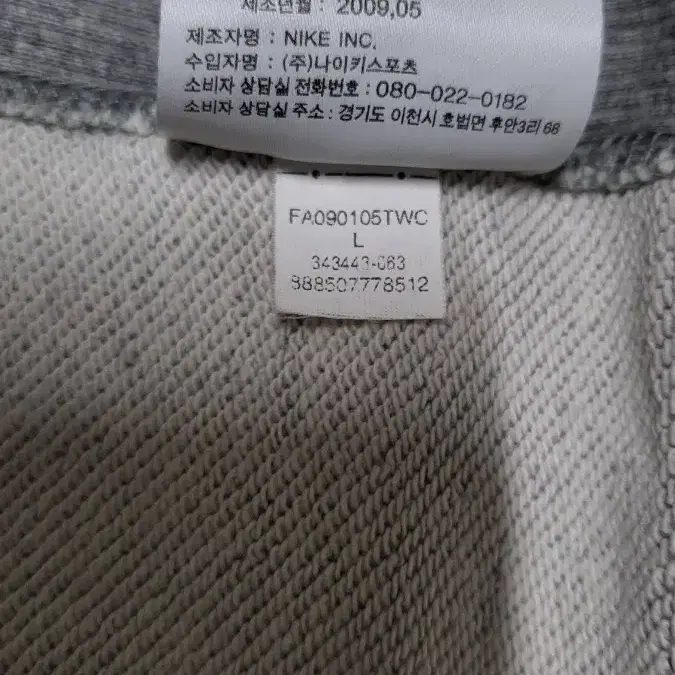 제조년월 : 2009.05
제조자명 : NIKE INC.
수입자명 : (주)나이키스포츠
소비자 상담실 전화번호 : 080-022-0182
소비자 상담실 주소 : 경기도 이천시 호법면 후안3리 68
FA090105TWC
L
343443-063
888507778512